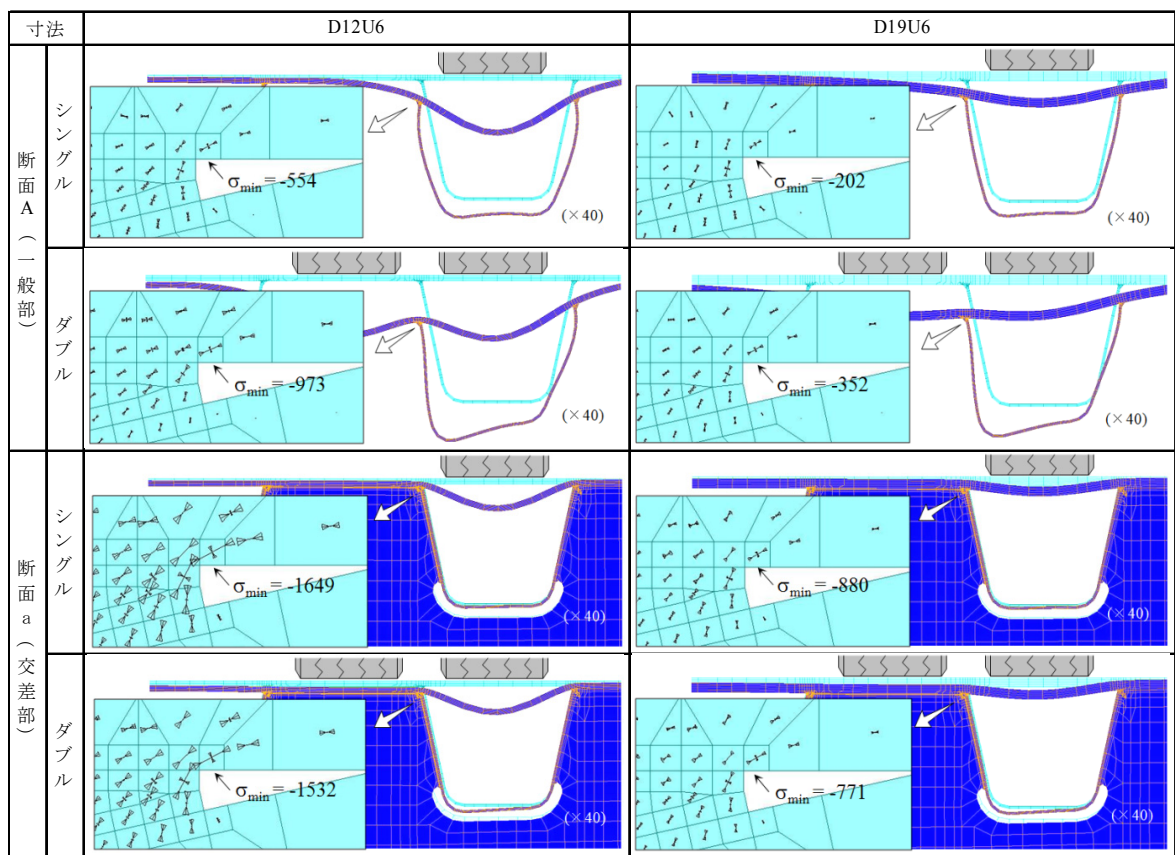 寸法 D12U6 D19U6
断面A（一般部）
シングル
σmin = -554
(×40)
σmin = -202
(×40)
ダブル
σmin = -973
(×40)
σmin = -352
(×40)
断面a（交差部）
シングル
σmin = -1649
(×40)
σmin = -880
(×40)
ダブル
σmin = -1532
(×40)
σmin = -771
(×40)